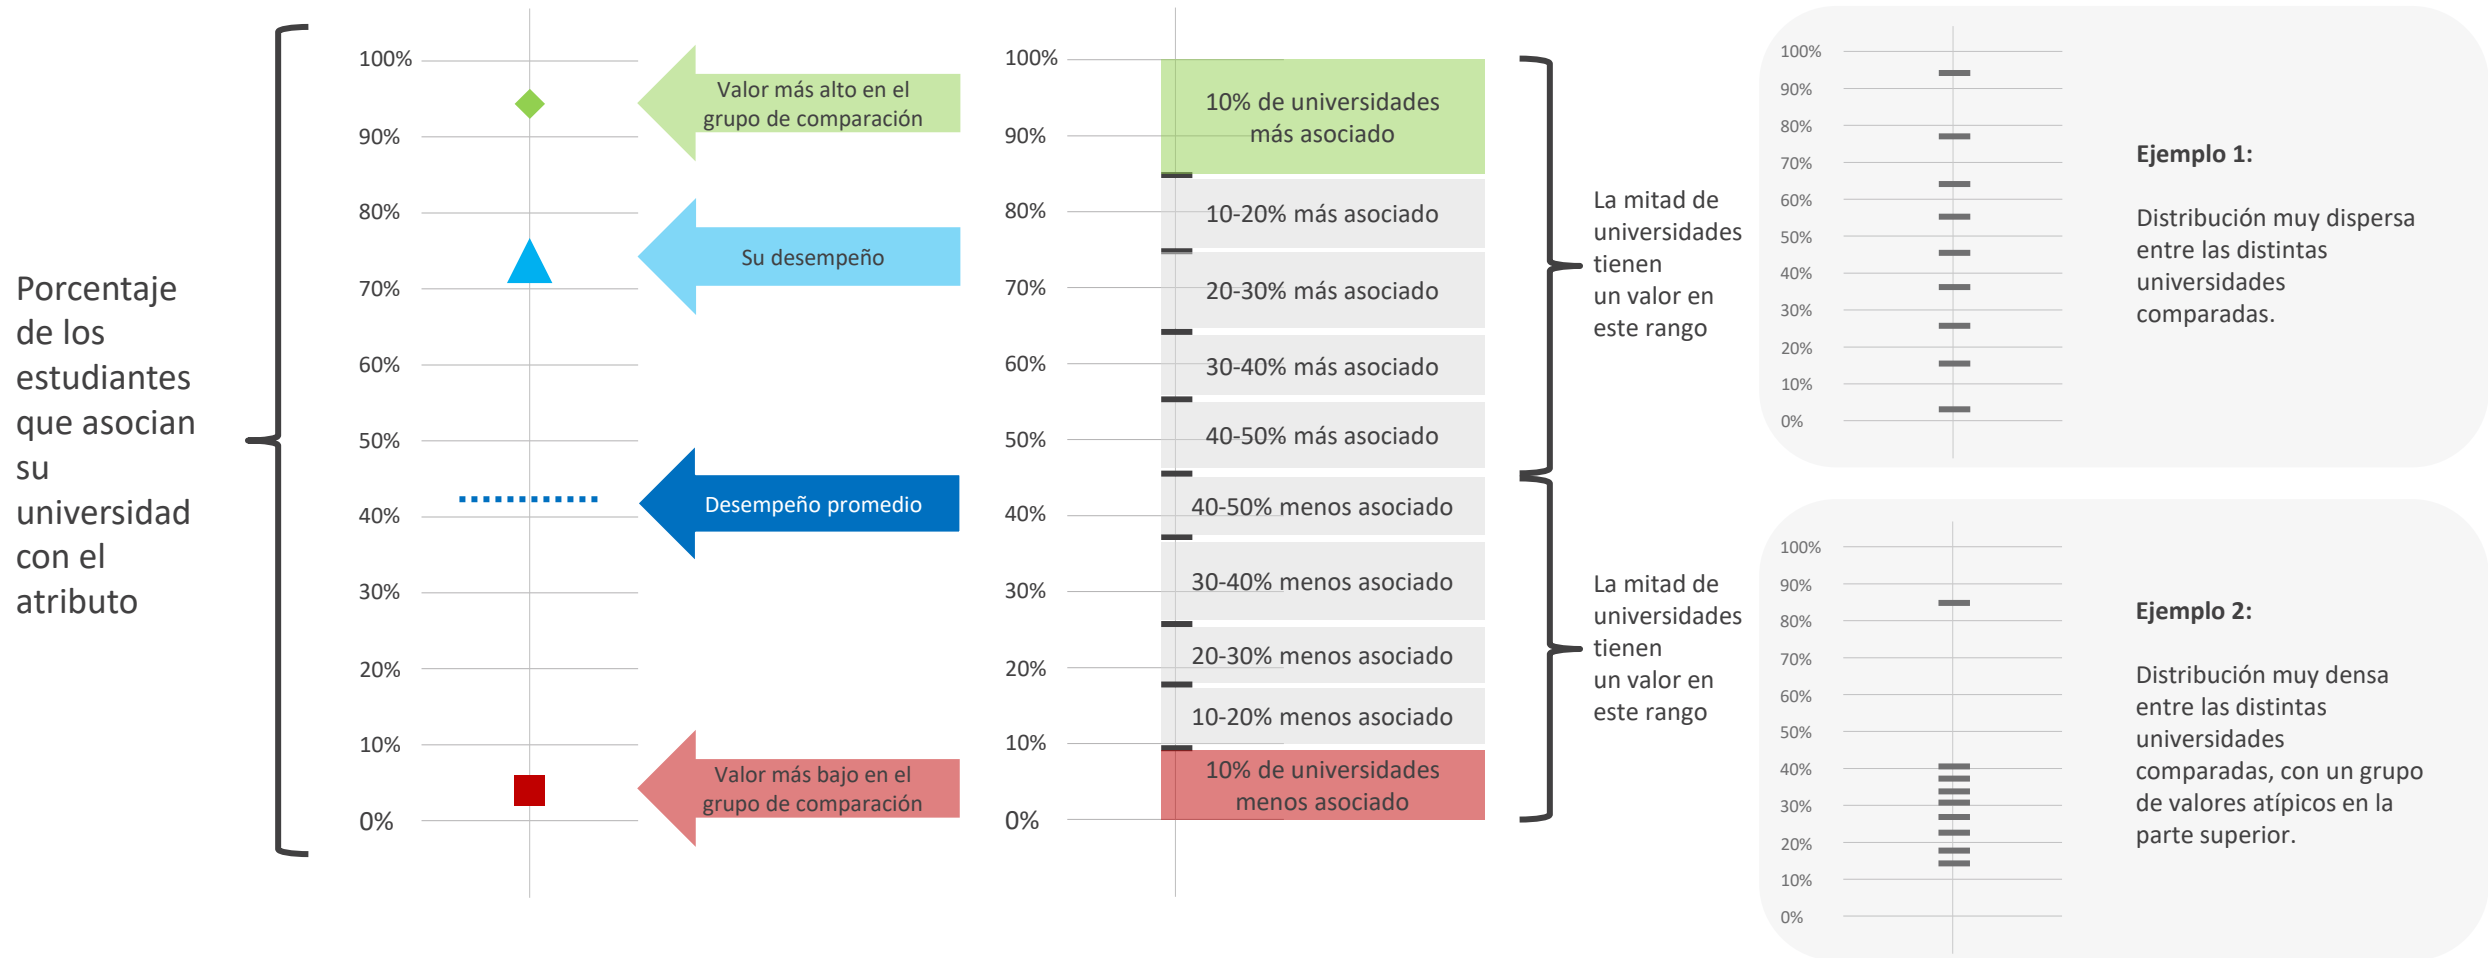 Porcentaje
de los
estudiantes
que asocian
su
universidad
con el
atributo
100%
90%
80%
70%
60%
50%
40%
30%
20%
10%
0%
Valor más alto en el
grupo de comparación
Su desempeño
Desempeño promedio
Valor más bajo en el
grupo de comparación
100%
90%
80%
70%
60%
50%
40%
30%
20%
10%
0%
10% de universidades
más asociado
10-20% más asociado
20-30% más asociado
30-40% más asociado
40-50% más asociado
40-50% menos asociado
30-40% menos asociado
20-30% menos asociado
10-20% menos asociado
10% de universidades
menos asociado
La mitad de
universidades
tienen
un valor en
este rango
La mitad de
universidades
tienen
un valor en
este rango
100%
90%
80%
70%
60%
50%
40%
30%
20%
10%
0%
Ejemplo 1:
Distribución muy dispersa
entre las distintas
universidades
comparadas.
100%
90%
80%
70%
60%
50%
40%
30%
20%
10%
0%
Ejemplo 2:
Distribución muy densa
entre las distintas
universidades
comparadas, con un grupo
de valores atípicos en la
parte superior.